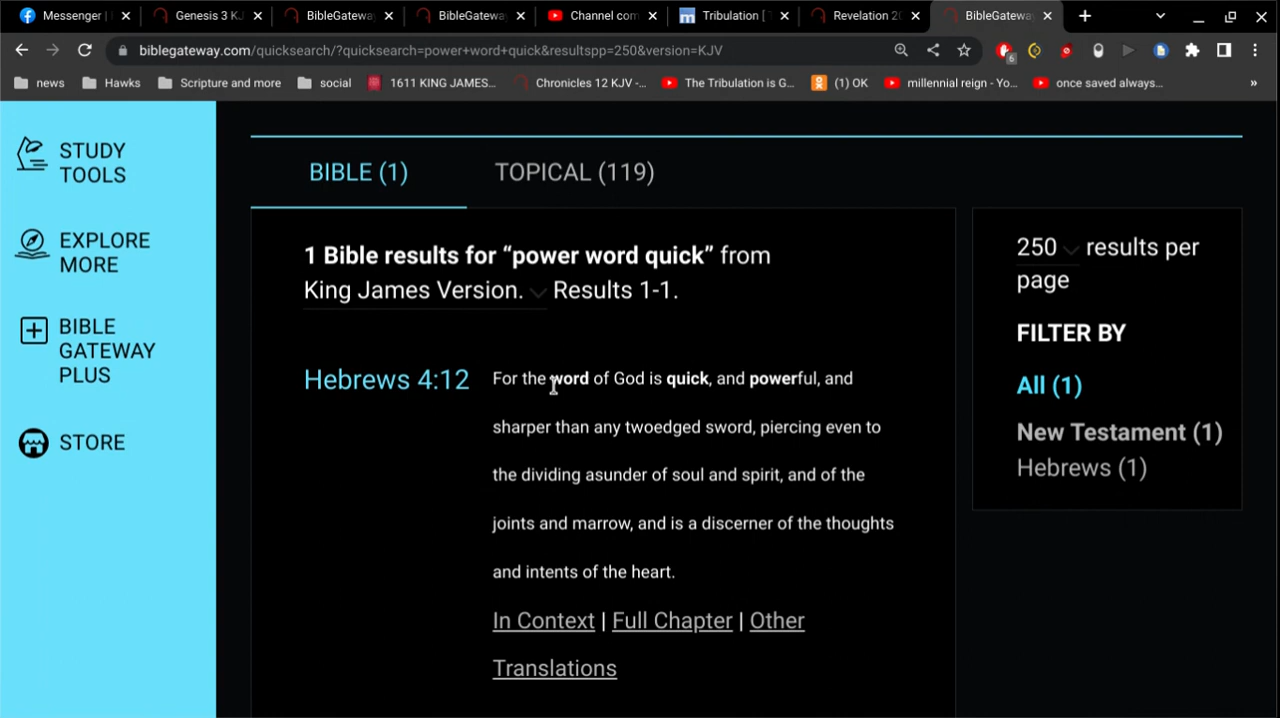 Messenger |
Genesis 3 KJ
BibleGateway
BibleGateway
Channel com
Tribulation [
Revelation 20
BibleGateway
biblegateway.com/quicksearch/?quicksearch=power+word+quick&resultspp=250&version=KJV
6
news
Hawks
Scripture and more
social
1611 KING JAMES...
Chronicles 12 KJV -...
The Tribulation is G...
(1) OK
millennial reign - Yo...
once saved always...
»
STUDY
TOOLS
EXPLORE
MORE
BIBLE
GATEWAY
PLUS
STORE
BIBLE (1)
TOPICAL (119)
1 Bible results for “power word quick” from
King James Version. Results 1-1.
Hebrews 4:12
For the word of God is quick, and powerful, and
sharper than any twoedged sword, piercing even to
the dividing asunder of soul and spirit, and of the
joints and marrow, and is a discerner of the thoughts
and intents of the heart.
In Context | Full Chapter | Other
Translations
250 results per
page
FILTER BY
All (1)
New Testament (1)
Hebrews (1)